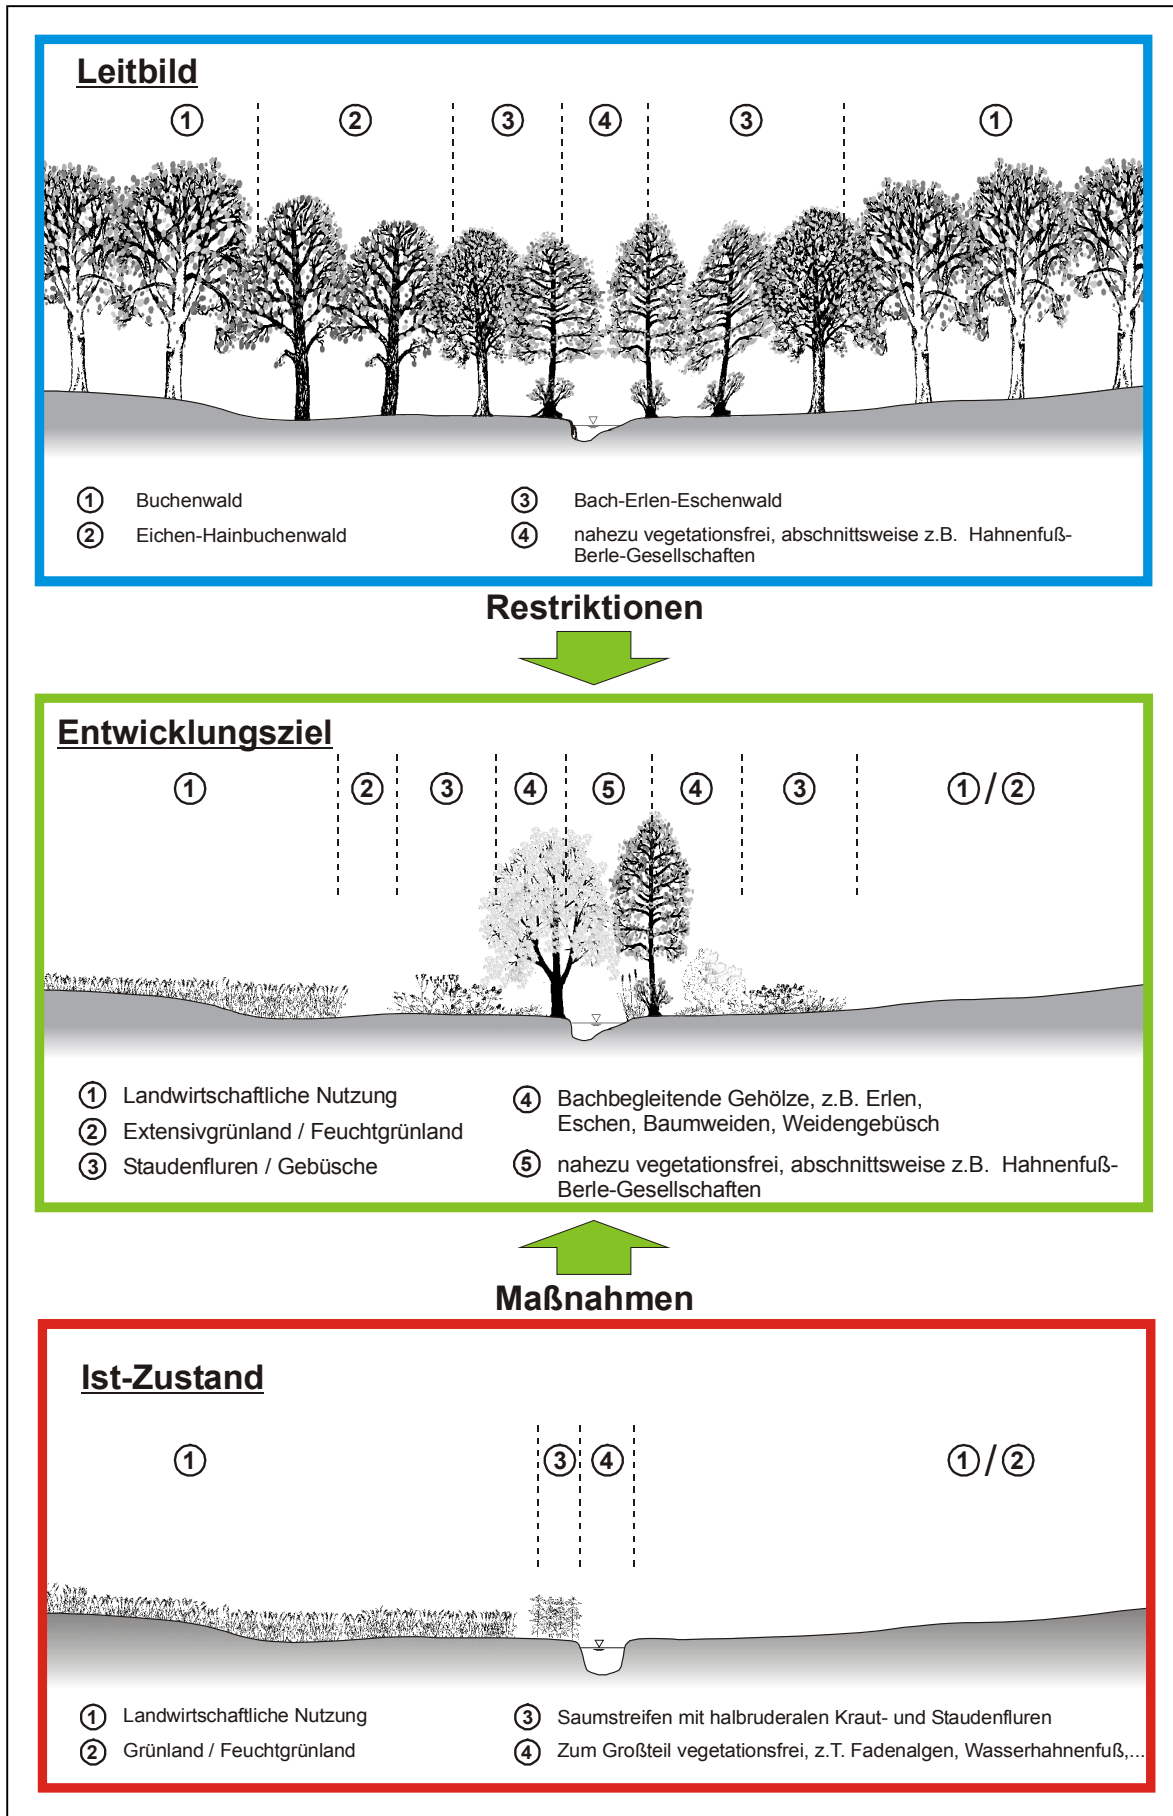 Leitbild
1 2 3 4 3 1
1 Buchenwald
2 Eichen-Hainbuchenwald
3 Bach-Erlen-Eschenwald
4 nahezu vegetationsfrei, abschnittsweise z.B. Hahnenfuß-
Berle-Gesellschaften
Restriktionen
Entwicklungsziel
1 2 3 4 5 4 3 1 / 2
1 Landwirtschaftliche Nutzung
2 Extensivgrünland / Feuchtgrünland
3 Staudenfluren / Gebüsche
4 Bachbegleitende Gehölze, z.B. Erlen,
Eschen, Baumweiden, Weidengebüsch
5 nahezu vegetationsfrei, abschnittsweise z.B. Hahnenfuß-
Berle-Gesellschaften
Maßnahmen
Ist-Zustand
1 3 4 1 / 2
1 Landwirtschaftliche Nutzung
2 Grünland / Feuchtgrünland
3 Saumstreifen mit halbruderalen Kraut- und Staudenfluren
4 Zum Großteil vegetationsfrei, z.T. Fadenalgen, Wasserhahnenfuß,...